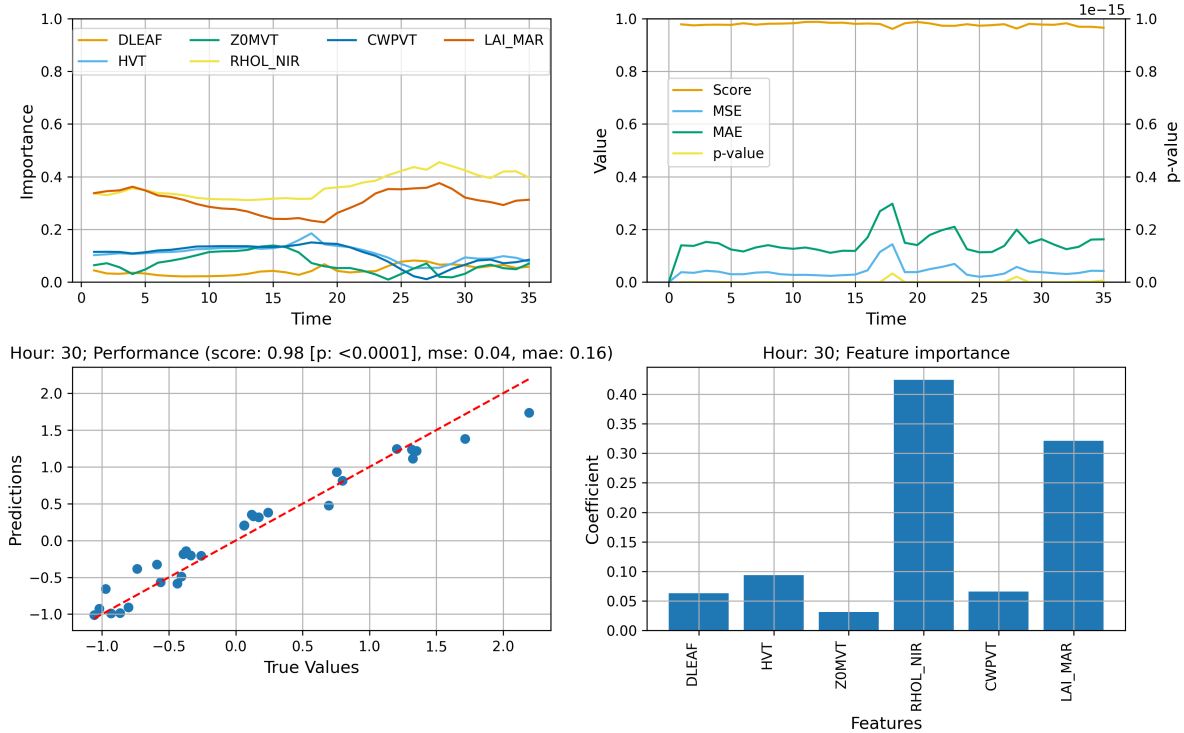 1.0
0.8
0.6
0.4
0.2
0.0
Importance
DLEAF
HVT
Z0MVT
RHOL_NIR
CWPVT
LAI_MAR
0 5 10 15 20 25 30 35
Time
1.0
0.8
0.6
0.4
0.2
0.0
Value
Score
MSE
MAE
p-value
1e−15
1.0
0.8
0.6
0.4
0.2
0.0
p-value
0 5 10 15 20 25 30 35
Time
Hour: 30; Performance (score: 0.98 [p: <0.0001], mse: 0.04, mae: 0.16)
2.0
1.5
1.0
0.5
0.0
−0.5
−1.0
Predictions
−1.0 −0.5 0.0 0.5 1.0 1.5 2.0
True Values
Hour: 30; Feature importance
0.40
0.35
0.30
0.25
0.20
0.15
0.10
0.05
0.00
Coefficient
DLEAF
HVT
Z0MVT
RHOL_NIR
CWPVT
LAI_MAR
Features